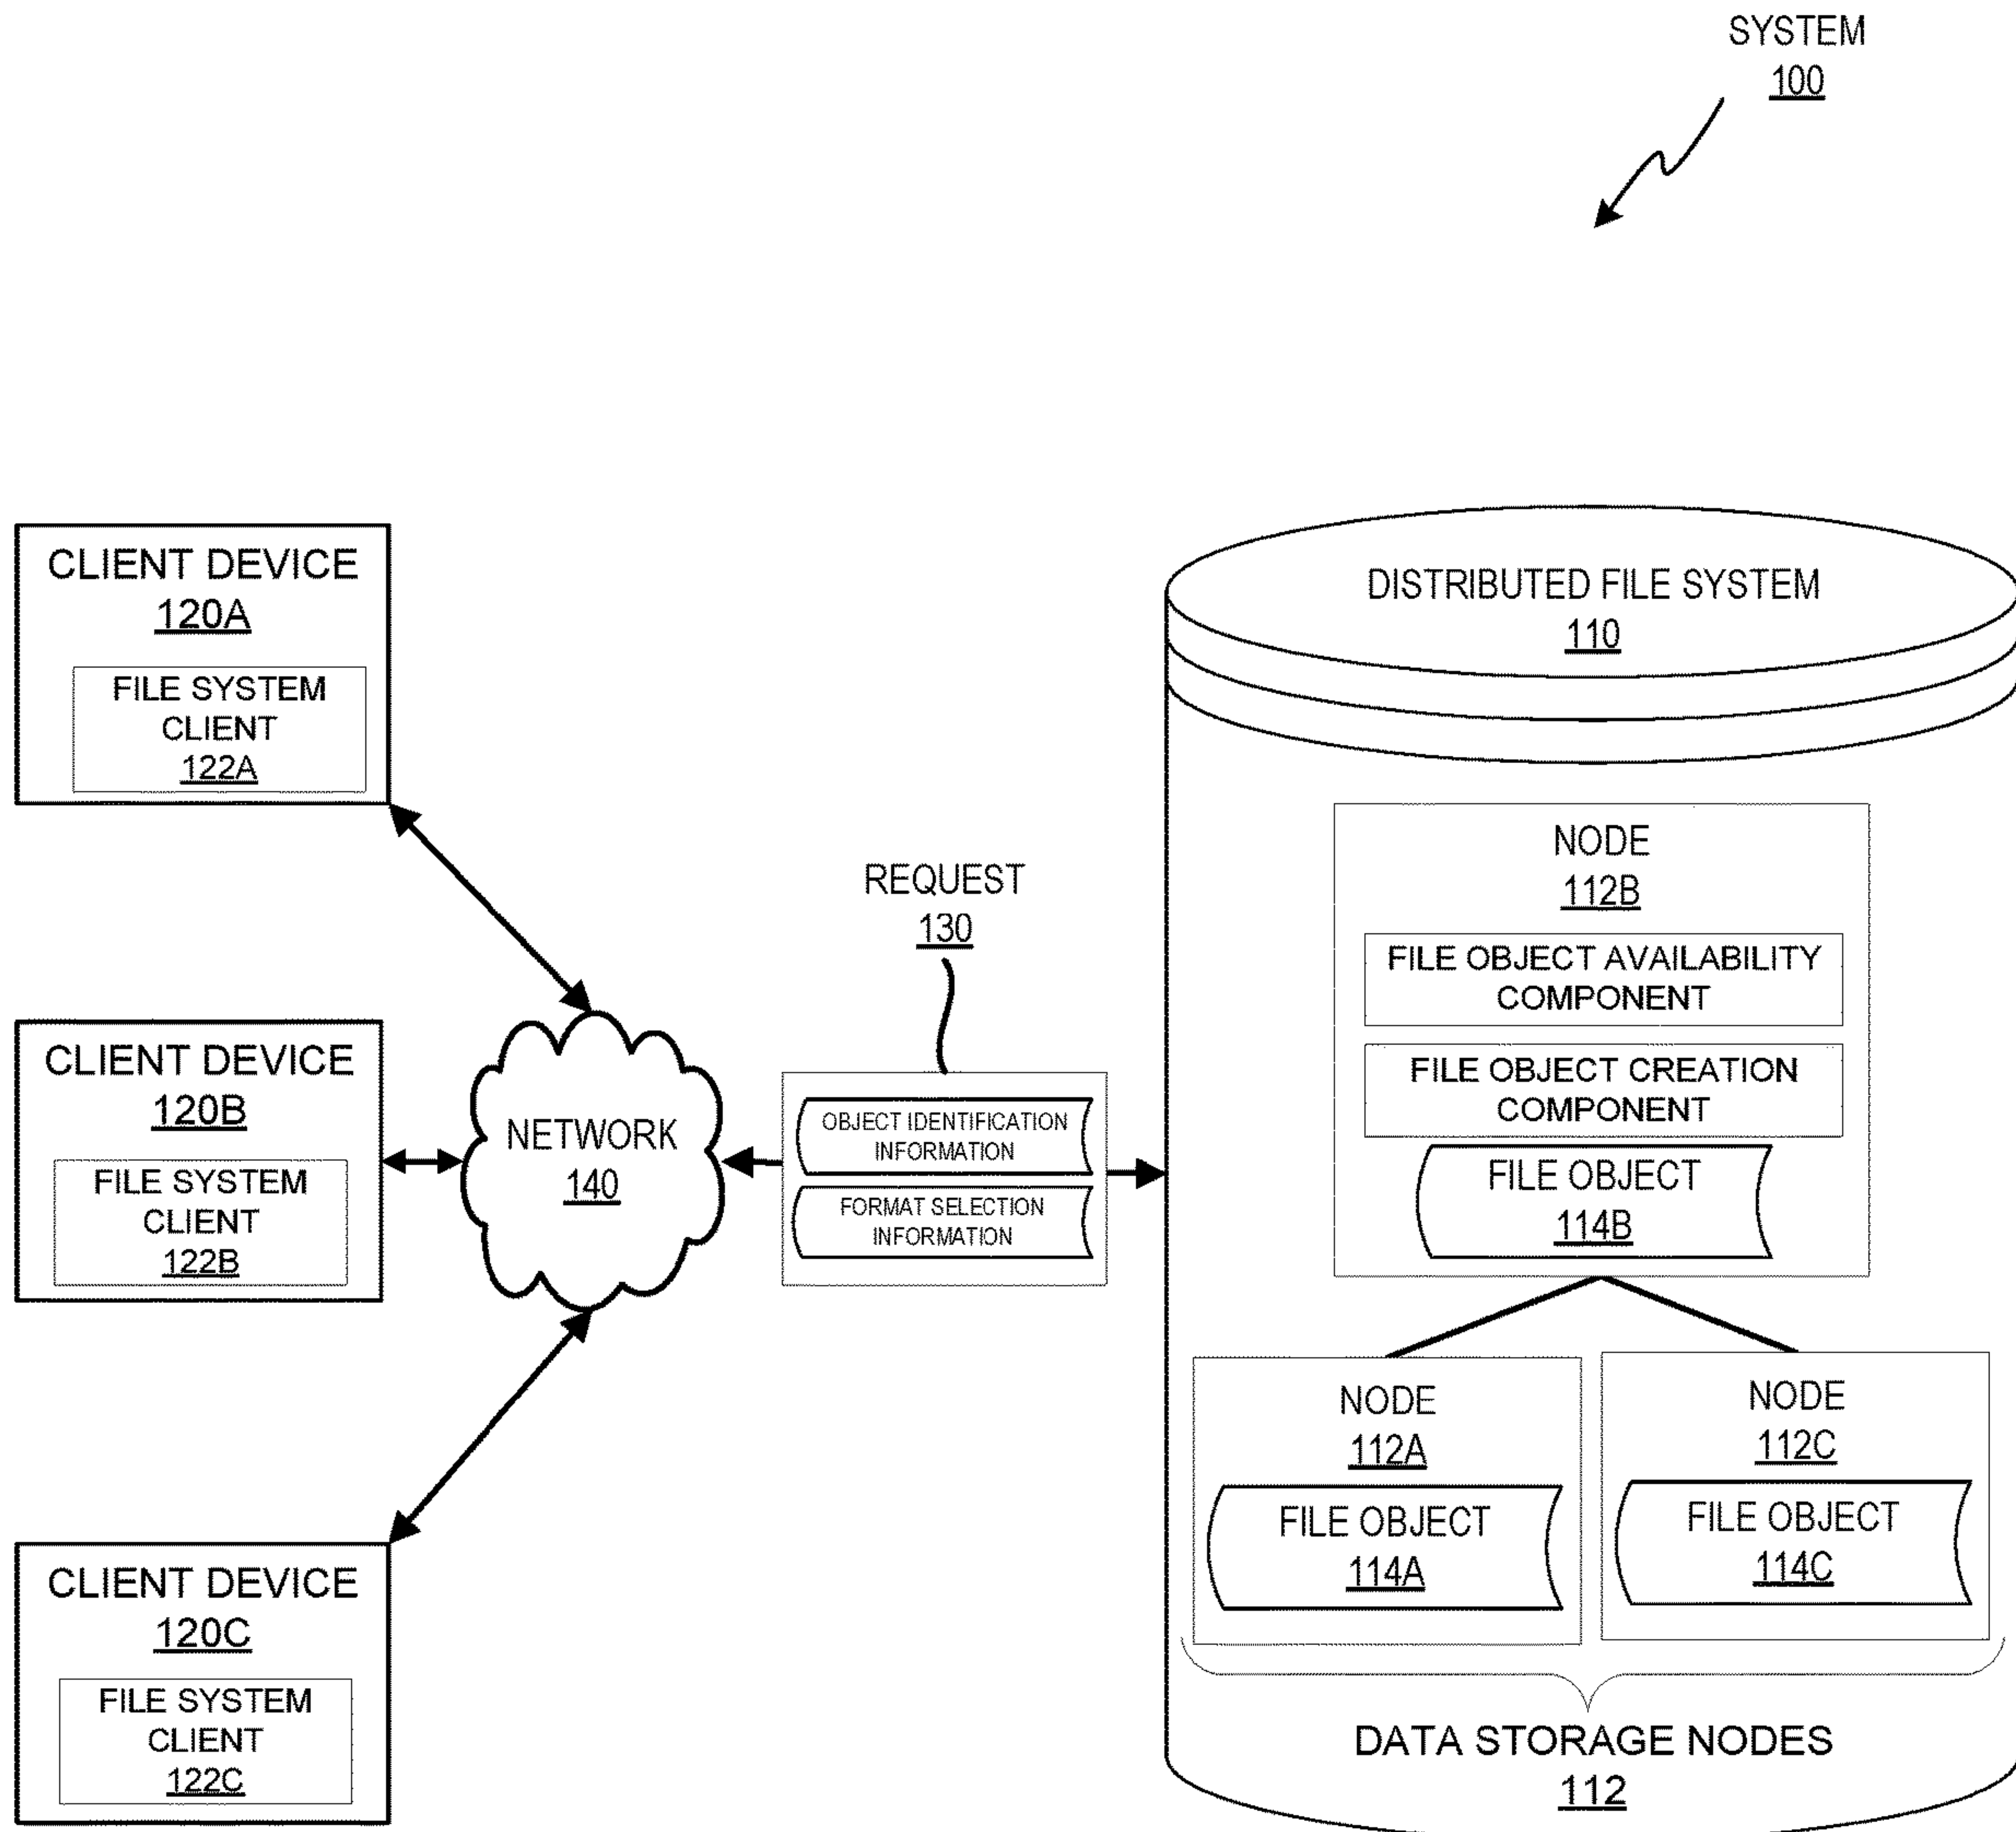 SYSTEM
100
CLIENT DEVICE
120A
FILE SYSTEM
CLIENT
122A
CLIENT DEVICE
120B
FILE SYSTEM
CLIENT
122B
CLIENT DEVICE
120C
FILE SYSTEM
CLIENT
122C
NETWORK
140
REQUEST
130
OBJECT IDENTIFICATION
INFORMATION
FORMAT SELECTION
INFORMATION
DISTRIBUTED FILE SYSTEM
110
NODE
112B
FILE OBJECT AVAILABILITY
COMPONENT
FILE OBJECT CREATION
COMPONENT
FILE OBJECT
114B
NODE
112A
FILE OBJECT
114A
NODE
112C
FILE OBJECT
114C
DATA STORAGE NODES
112